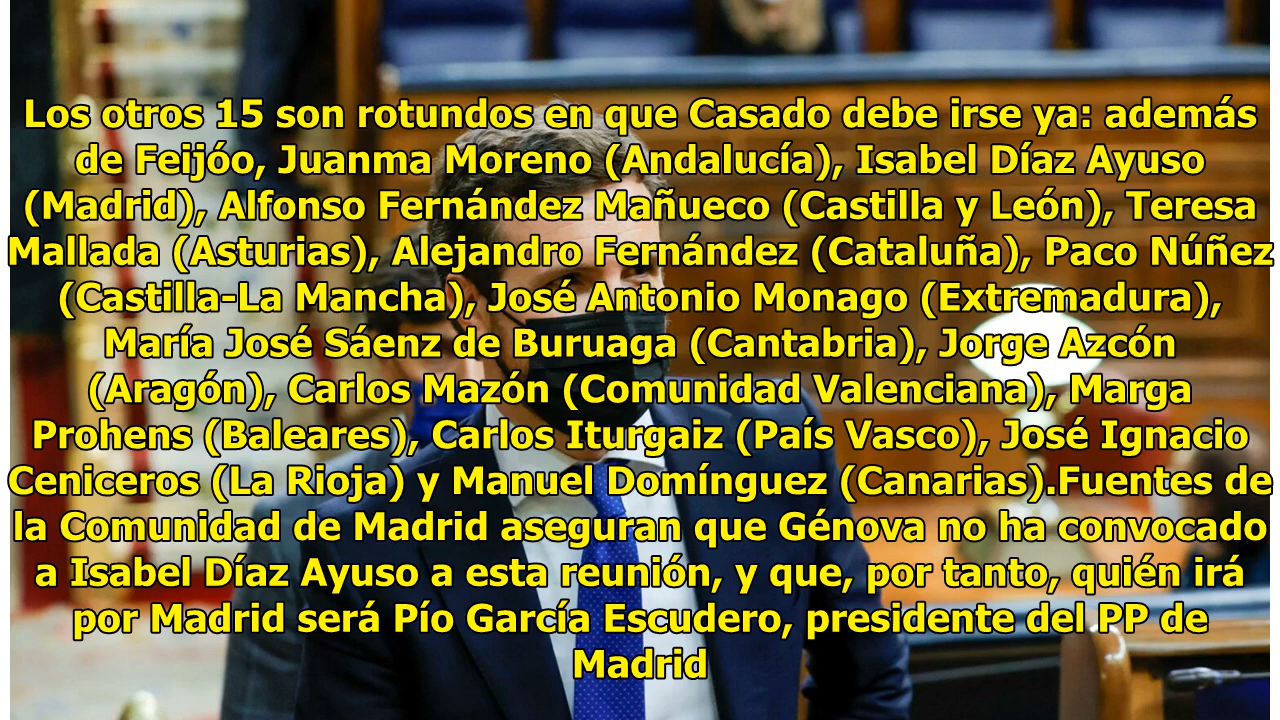 Los otros 15 son rotundos en que Casado debe irse ya: además
de Feijóo, Juanma Moreno (Andalucía), Isabel Díaz Ayuso
(Madrid), Alfonso Fernández Mañueco (Castilla y León), Teresa
Mallada (Asturias), Alejandro Fernández (Cataluña), Paco Núñez
(Castilla-La Mancha), José Antonio Monago (Extremadura),
María José Sáenz de Buruaga (Cantabria), Jorge Azcón
(Aragón), Carlos Mazón (Comunidad Valenciana), Marga
Prohens (Baleares), Carlos Iturgaiz (País Vasco), José Ignacio
Ceniceros (La Rioja) y Manuel Domínguez (Canarias).Fuentes de
la Comunidad de Madrid aseguran que Génova no ha convocado
a Isabel Díaz Ayuso a esta reunión, y que, por tanto, quién irá
por Madrid será Pío García Escudero, presidente del PP de
Madrid